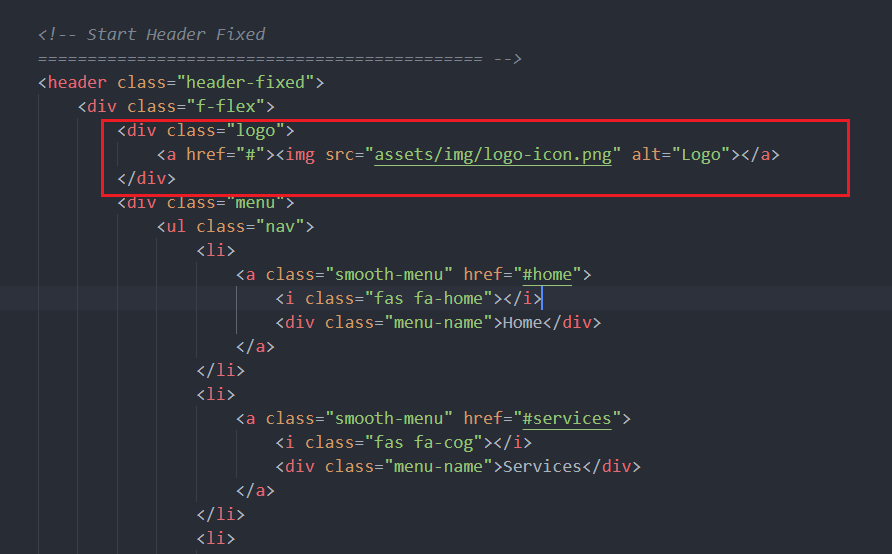 <!-- Start Header Fixed
============================================= -->
<header class="header-fixed">
<div class="f-flex">
<div class="logo">
<a href="#"><img src="assets/img/logo-icon.png" alt="Logo"></a>
</div>
<div class="menu">
<ul class="nav">
<li>
<a class="smooth-menu" href="#home">
<i class="fas fa-home"></i>
<div class="menu-name">Home</div>
</a>
</li>
<li>
<a class="smooth-menu" href="#services">
<i class="fas fa-cog"></i>
<div class="menu-name">Services</div>
</a>
</li>
<li>